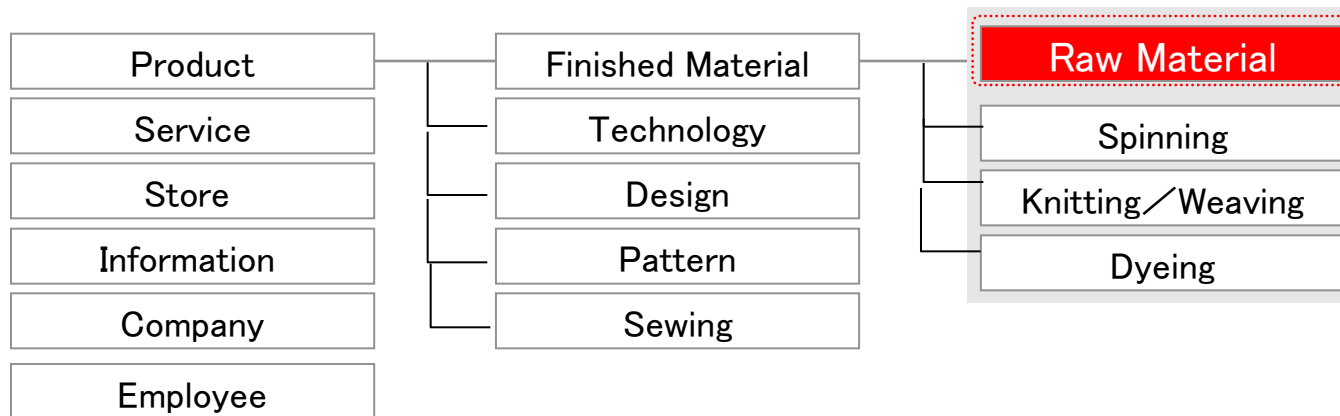 Product
Service
Store
Information
Company
Employee
Finished Material
Technology
Design
Pattern
Sewing
Raw Material
Spinning
Knitting／Weaving
Dyeing